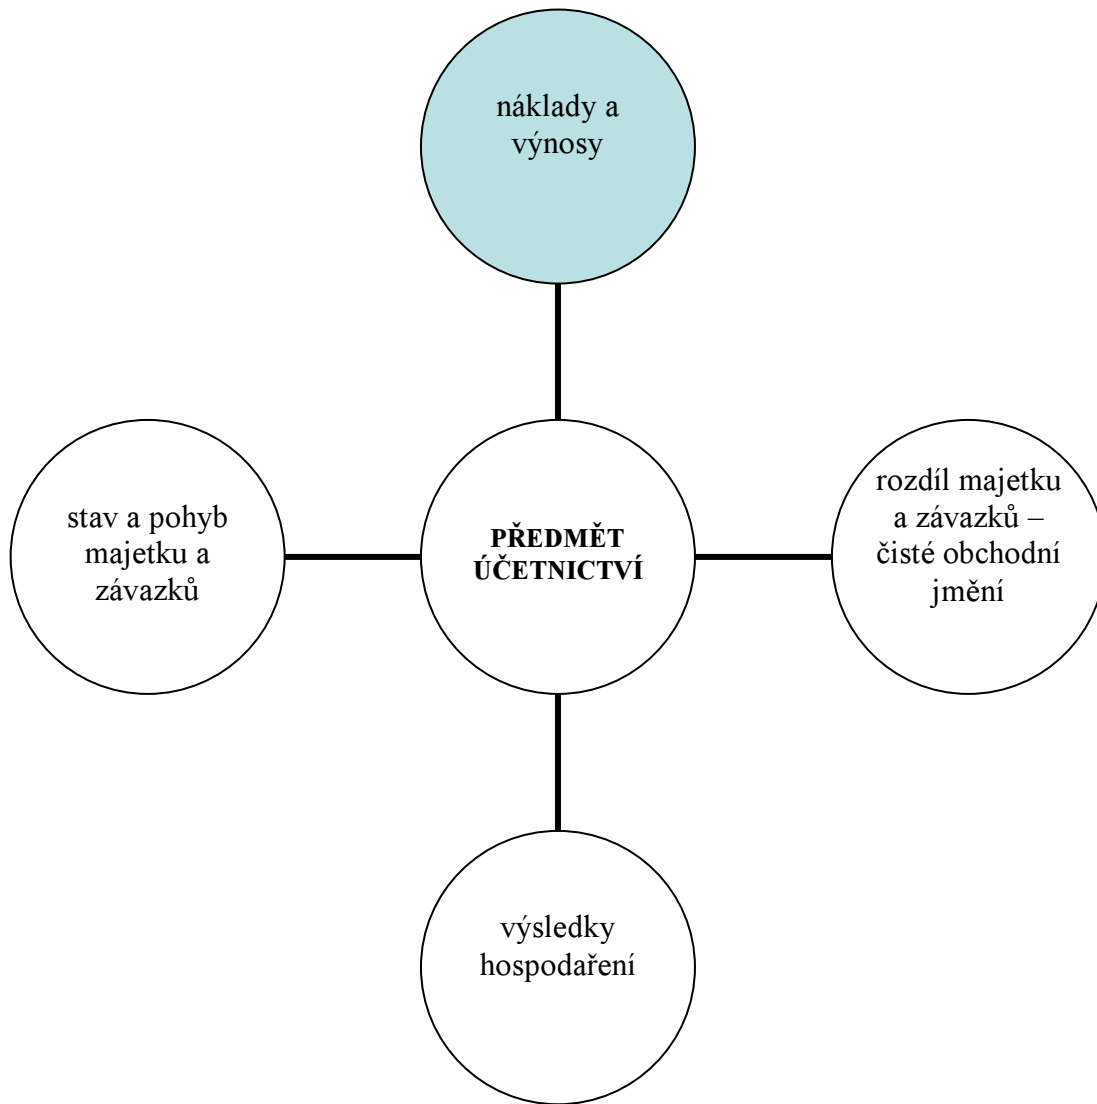 náklady a
výnosy
stav a pohyb
majetku a
závazků
PŘEDMĚT
ÚČETNICTVÍ
rozdíl majetku
a závazků –
čisté obchodní
jmění
výsledky
hospodaření